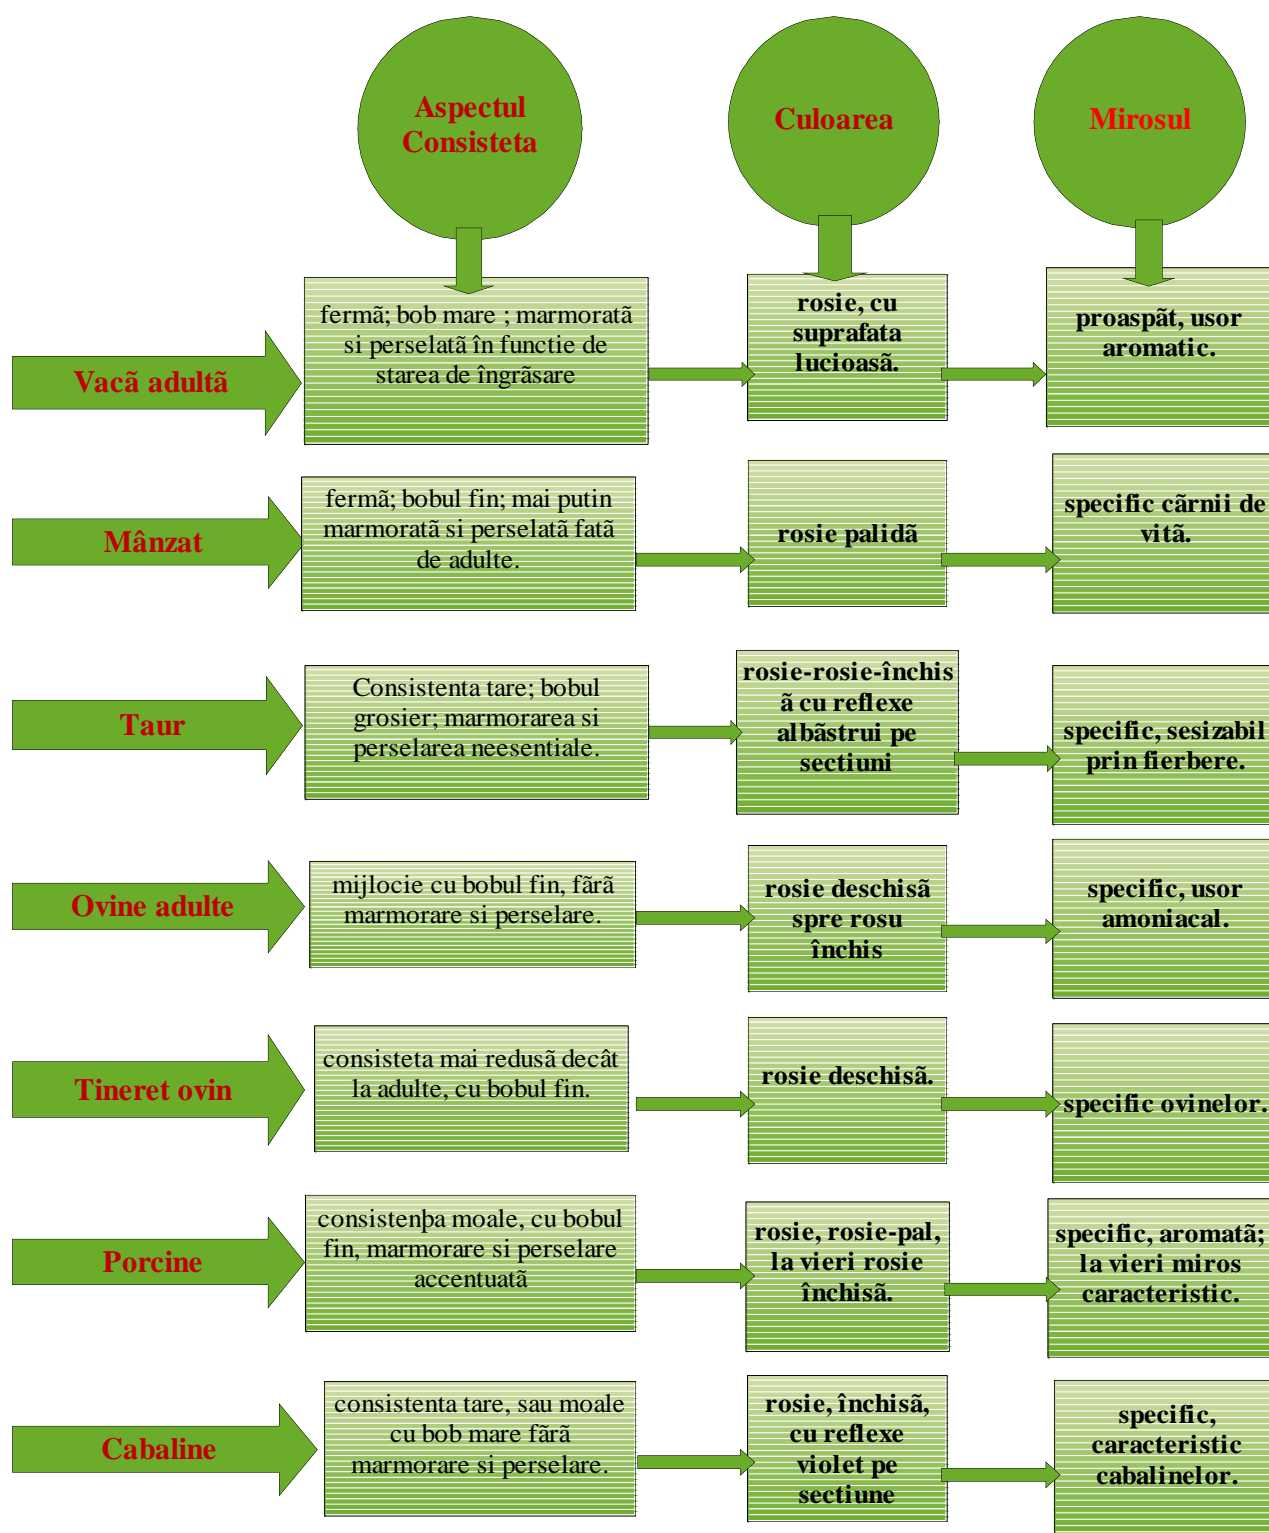 Aspectul
Consisteta
Culoarea
Mirosul
Vacã adultã
fermã; bob mare ; marmoratã
si perselatã în functie de
starea de îngrãsare
rosie, cu
suprafata
lucioasã.
proaspãt, usor
aromatic.
Mânzat
fermã; bobul fin; mai putin
marmoratã si perselatã fatã
de adulte.
rosie palidã
specific cãrnii de
vitã.
Taur
Consistenta tare; bobul
grosier; marmorarea si
perselarea neesentiale.
rosie-rosie-închis
ã cu reflexe
albãstrui pe
sectiuni
specific, sesizabil
prin fierbere.
Ovine adulte
mijlocie cu bobul fin, fãrã
marmorare si perselare.
rosie deschisã
spre rosu
închis
specific, usor
amoniacal.
Tineret ovin
consisteta mai redusã decât
la adulte, cu bobul fin.
rosie deschisã.
specific ovinelor.
Porcine
consistenþa moale, cu bobul
fin, marmorare si perselare
accentuatã
rosie, rosie-pal,
la vieri rosie
închisã.
specific, aromatã;
la vieri miros
caracteristic.
Cabaline
consistenta tare, sau moale
cu bob mare fãrã
marmorare si perselare.
rosie, închisã,
cu reflexe
violet pe
sectiune
specific,
caracteristic
cabalinelor.